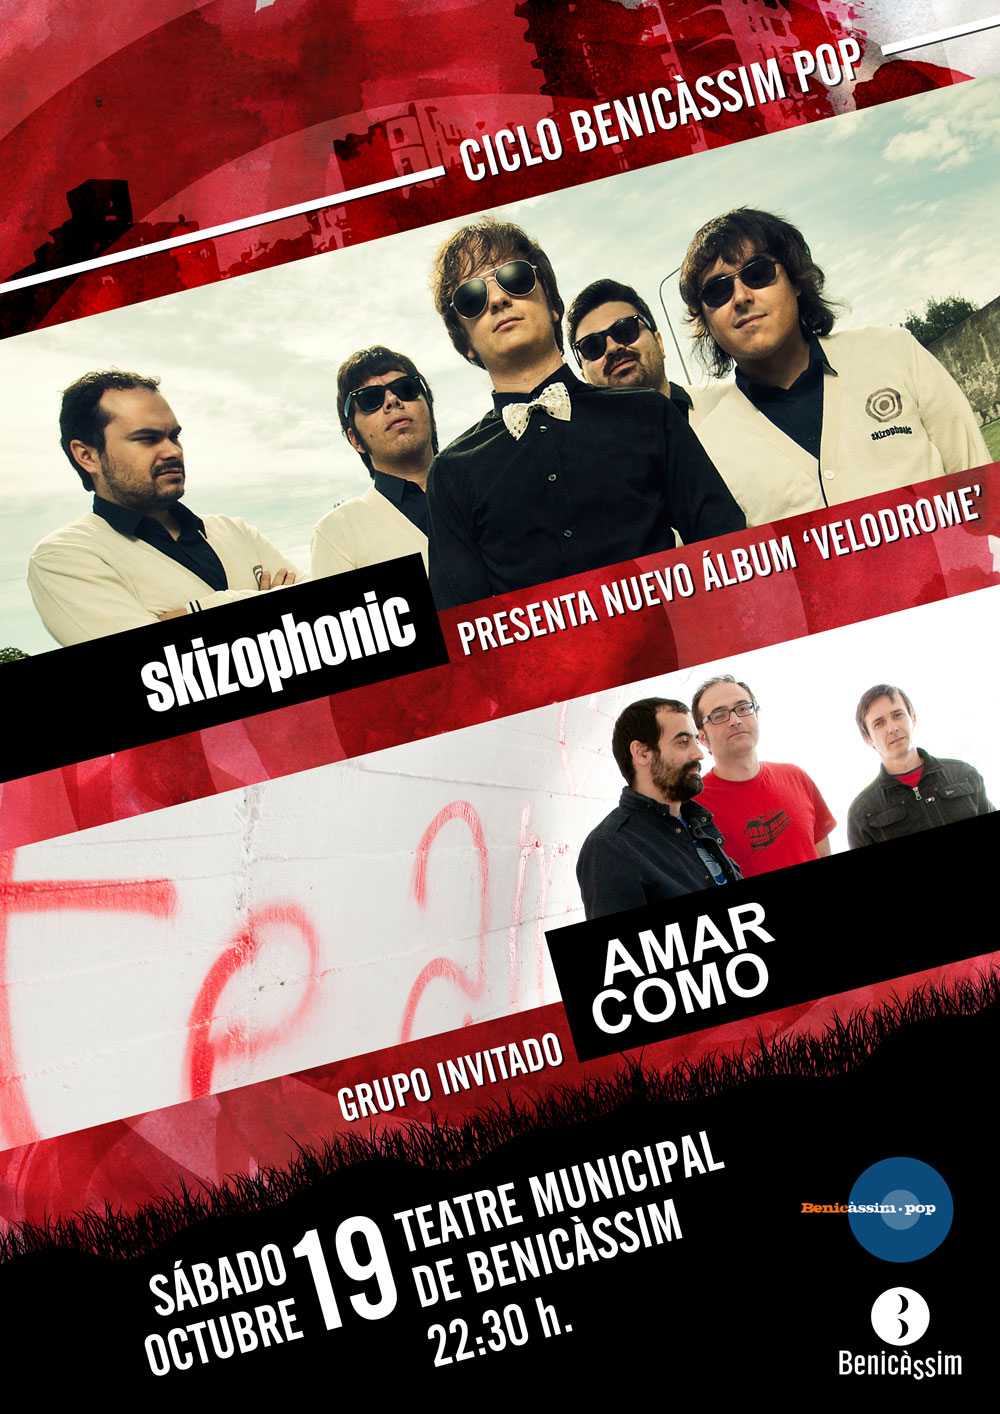 CICLO BENICÀSSIM POP
skizophonic
skizophonic
PRESENTA NUEVO ÁLBUM ‘VELODROME’
AMAR
COMO
GRUPO INVITADO
SÁBADO
OCTUBRE
19
TEATRE MUNICIPAL
DE BENICÀSSIM
22:30 h.
Benicàssim·pop
BENICÀSSIM